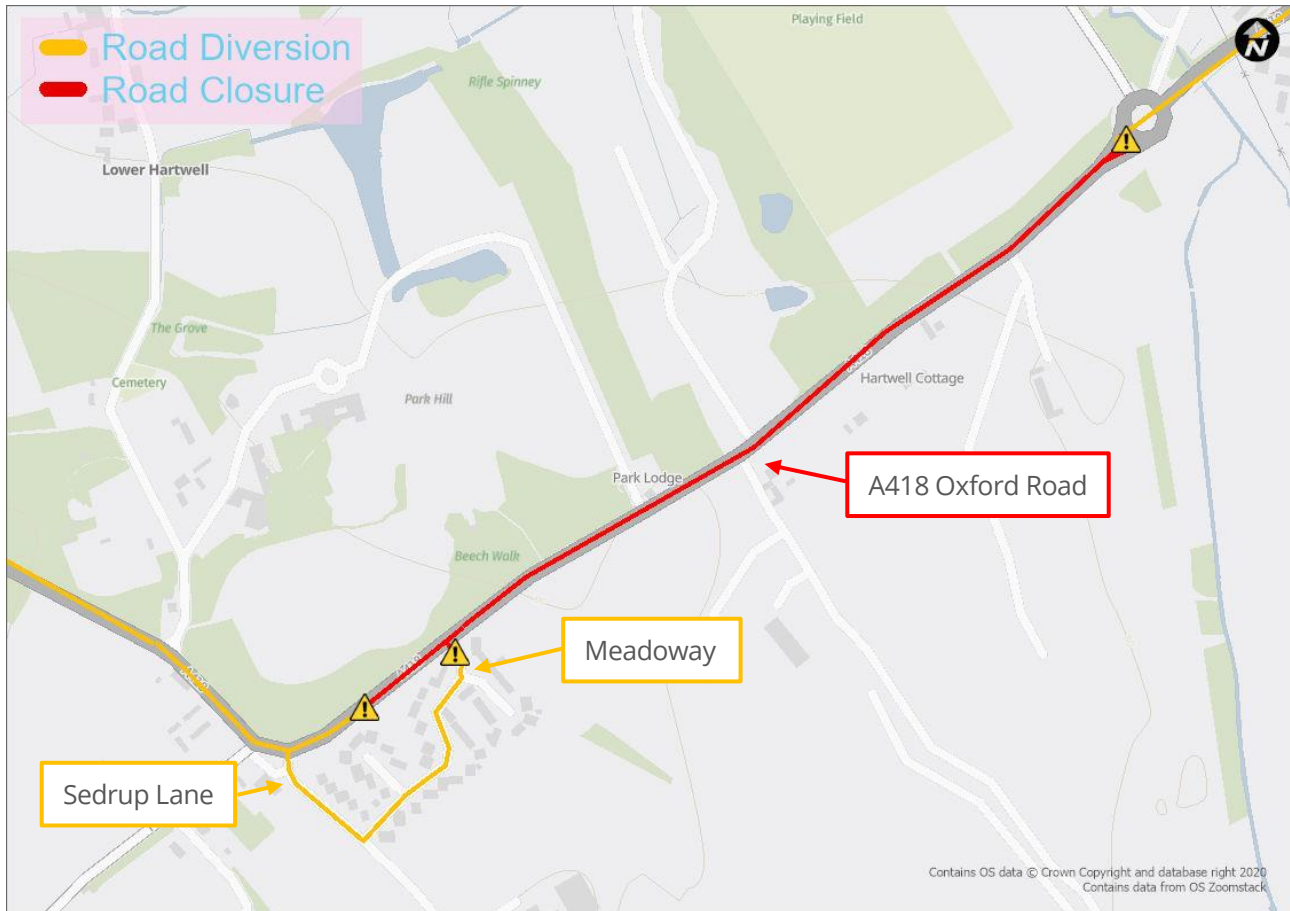 Road Diversion
Road Closure
Playing Field
N
Rifle Spinney
Lower Hartwell
The Grove
Cemetery
Park Hill
Hartwell Cottage
Park Lodge
A418 Oxford Road
Beech Walk
Meadoway
Sedrup Lane
Contains OS data © Crown Copyright and database right 2020
Contains data from OS Zoomstack